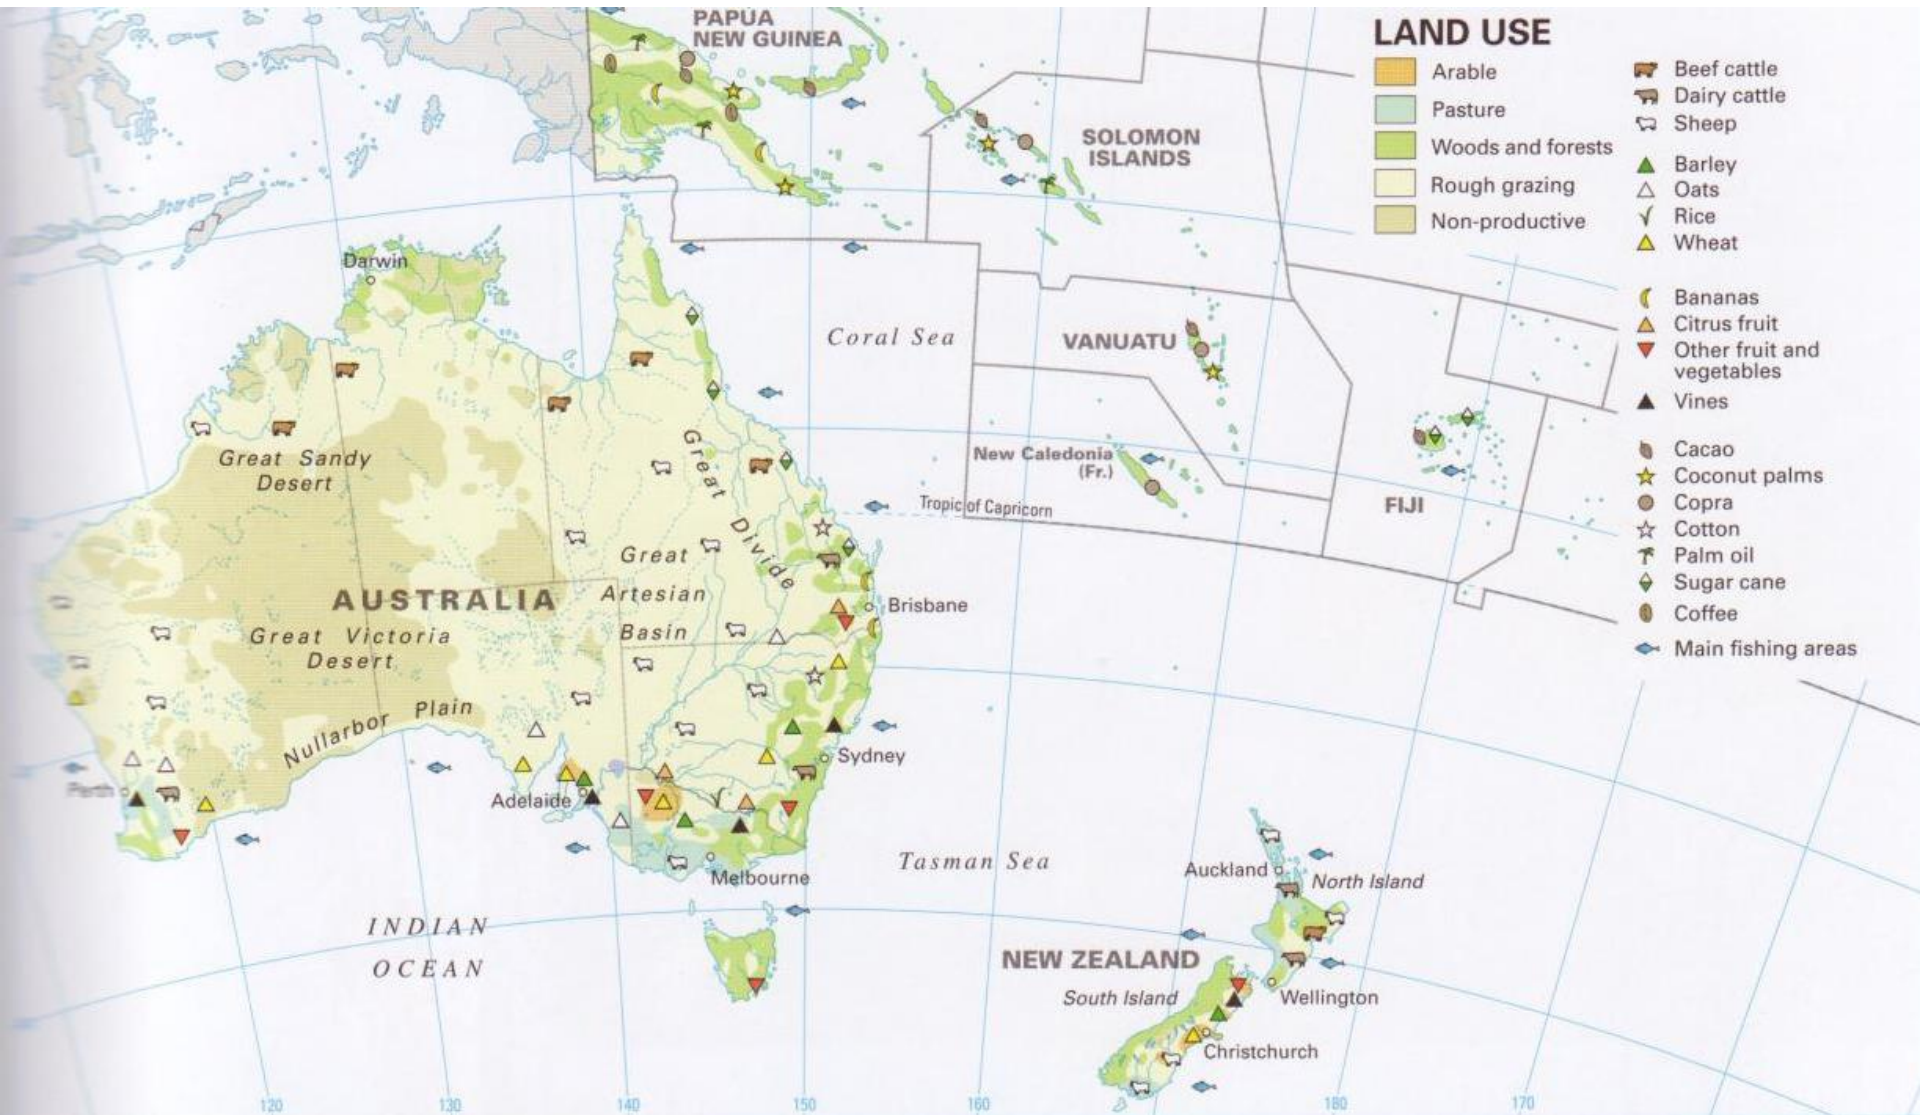 PAPUA
NEW GUINEA
SOLOMON
ISLANDS
Darwin
Coral Sea
VANUATU
New Caledonia
(Fr.)
Tropic of Capricorn
FIJI
Great Sandy
Desert
Great Divide
Great
Artesian
Basin
AUSTRALIA
Great Victoria
Desert
Nullarbor Plain
Brisbane
Sydney
Perth
Adelaide
Melbourne
Tasman Sea
INDIAN
OCEAN
Auckland
North Island
NEW ZEALAND
South Island
Wellington
Christchurch
120
130
140
150
160
180
170
LAND USE
Arable
Pasture
Woods and forests
Rough grazing
Non-productive
Beef cattle
Dairy cattle
Sheep
Barley
Oats
Rice
Wheat
Bananas
Citrus fruit
Other fruit and
vegetables
Vines
Cacao
Coconut palms
Copra
Cotton
Palm oil
Sugar cane
Coffee
Main fishing areas